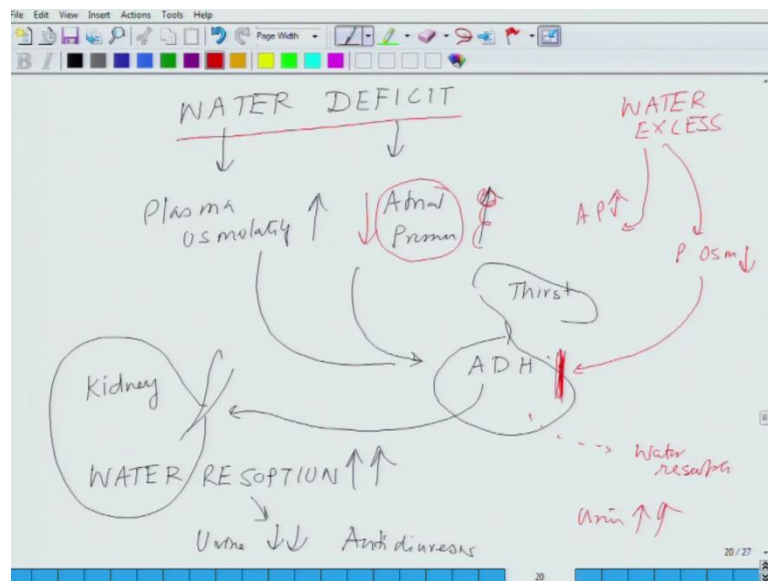 File Edit View Insert Actions Tools Help
Page Width
B I
WATER DEFICIT
WATER
EXCESS
Plasma
osmolality ↑
↓ Atrial
Pressure
AP ↑
P. Osm ↓
Thirst
ADH
Kidney
WATER RESOPTION ↑↑
Water
Urine ↓↓ Antidiuresis
Urin ↑↑
20 / 27
20